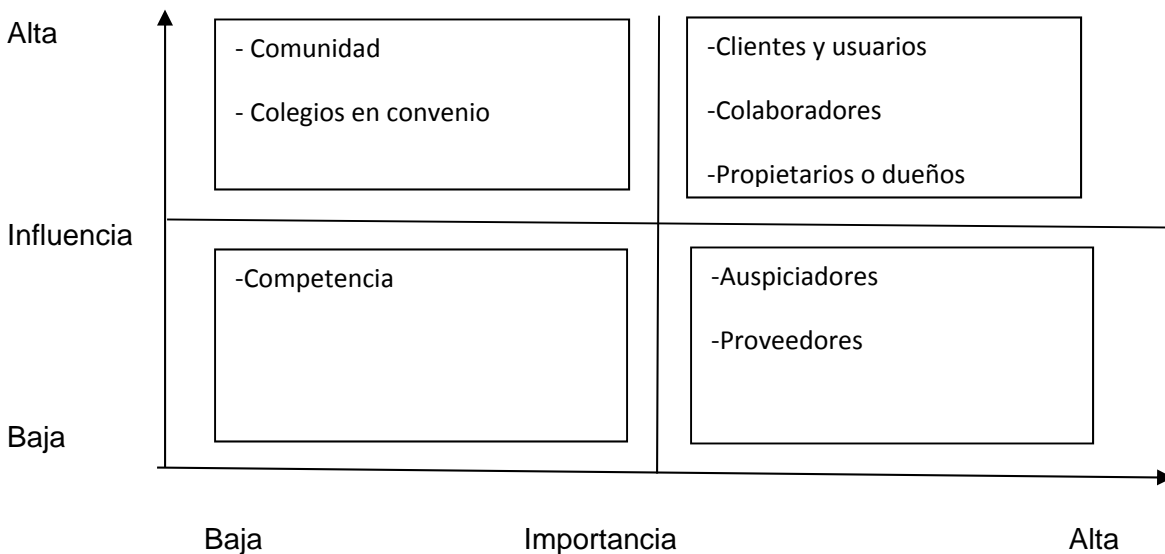 Alta
- Comunidad
- Colegios en convenio
-Clientes y usuarios
-Colaboradores
-Propietarios o dueños
Influencia
-Competencia
-Auspiciadores
-Proveedores
Baja
Baja Importancia Alta